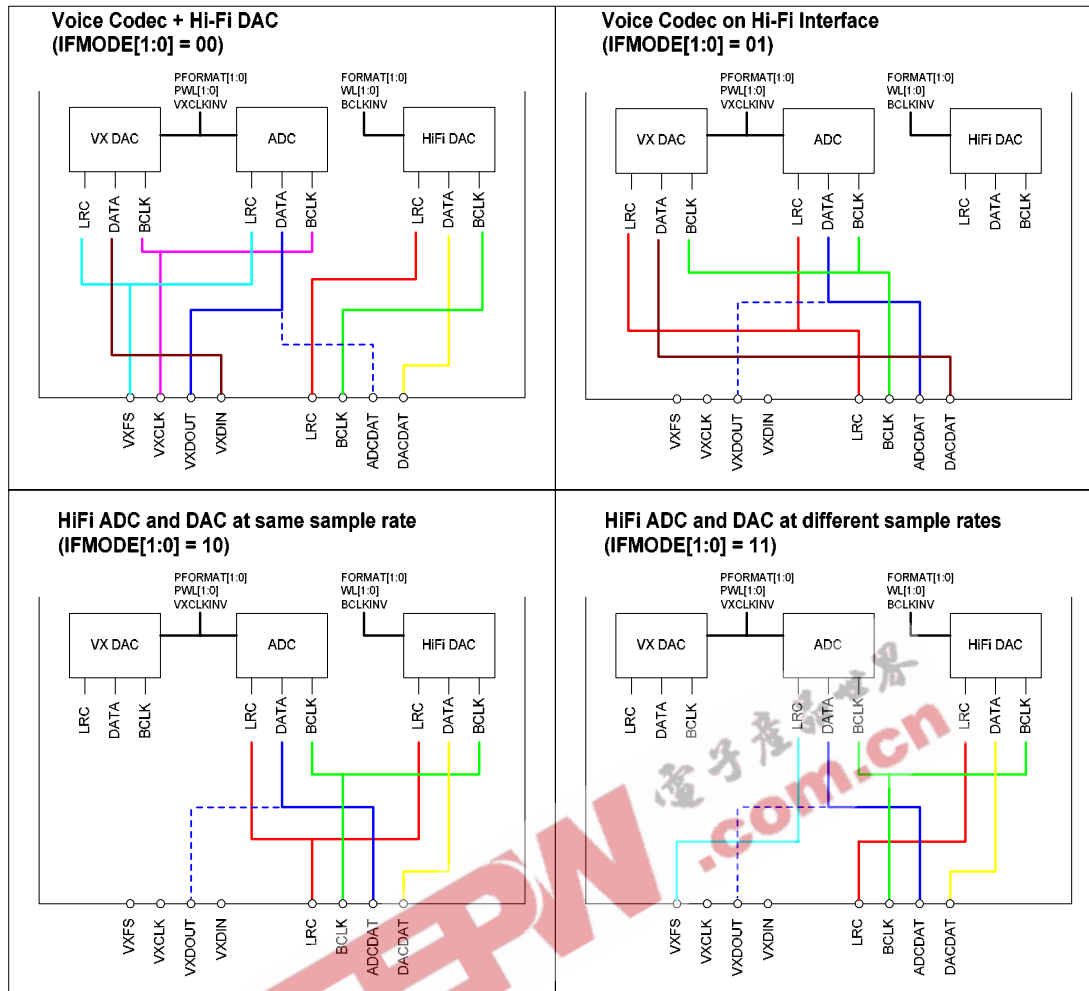 Voice Codec + Hi-Fi DAC
(IFMODE[1:0] = 00)
PFORMAT[1:0]
PWL[1:0]
VXCLKINV
FORMAT[1:0]
WL[1:0]
BCLKINV
VX DAC
ADC
HiFi DAC
LRC
DATA
BCLK
LRC
DATA
BCLK
LRC
DATA
BCLK
VXFS
VXCLK
VXDOUT
VXDIN
LRC
BCLK
ADCDAT
DACDAT
Voice Codec on Hi-Fi Interface
(IFMODE[1:0] = 01)
PFORMAT[1:0]
PWL[1:0]
VXCLKINV
FORMAT[1:0]
WL[1:0]
BCLKINV
VX DAC
ADC
HiFi DAC
LRC
DATA
BCLK
LRC
DATA
BCLK
LRC
DATA
BCLK
VXFS
VXCLK
VXDOUT
VXDIN
LRC
BCLK
ADCDAT
DACDAT
HiFi ADC and DAC at same sample rate
(IFMODE[1:0] = 10)
PFORMAT[1:0]
PWL[1:0]
VXCLKINV
FORMAT[1:0]
WL[1:0]
BCLKINV
VX DAC
ADC
HiFi DAC
LRC
DATA
BCLK
LRC
DATA
BCLK
LRC
DATA
BCLK
VXFS
VXCLK
VXDOUT
VXDIN
LRC
BCLK
ADCDAT
DACDAT
HiFi ADC and DAC at different sample rates
(IFMODE[1:0] = 11)
PFORMAT[1:0]
PWL[1:0]
VXCLKINV
FORMAT[1:0]
WL[1:0]
BCLKINV
VX DAC
ADC
HiFi DAC
LRC
DATA
BCLK
LRC
DATA
BCLK
LRC
DATA
BCLK
VXFS
VXCLK
VXDOUT
VXDIN
LRC
BCLK
ADCDAT
DACDAT
電子產品世界
.com.cn